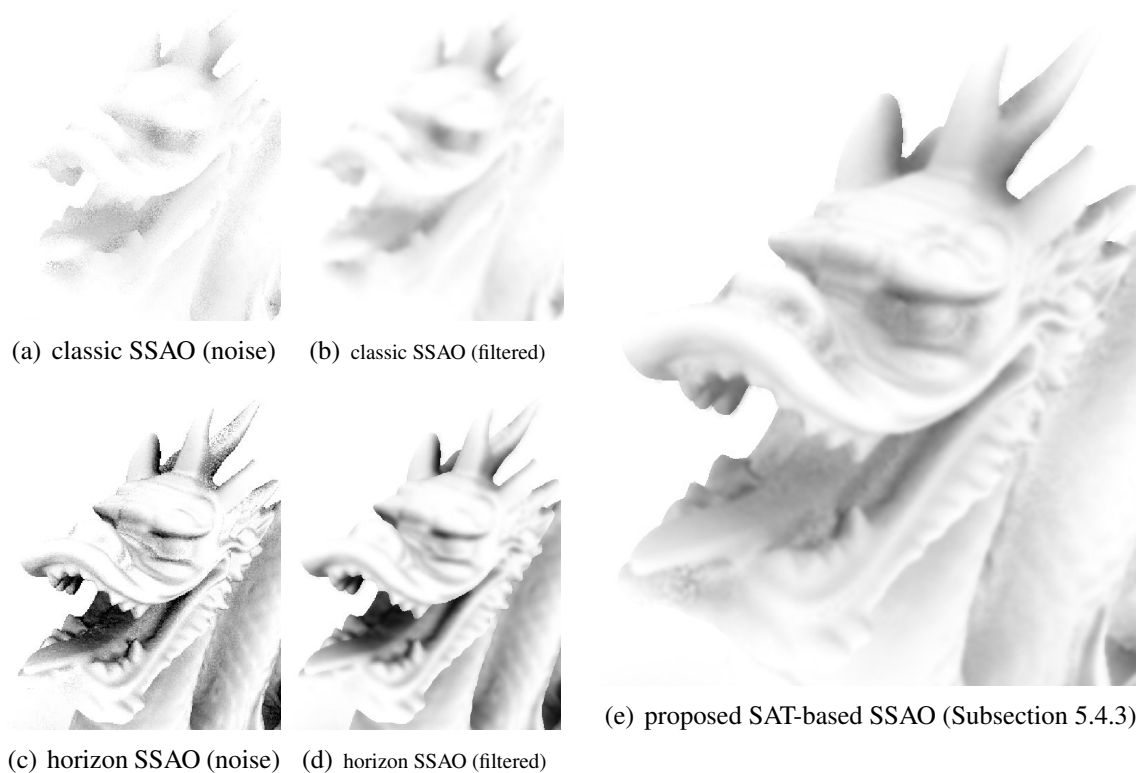 (a) classic SSAO (noise)
(b) classic SSAO (filtered)
(c) horizon SSAO (noise)
(d) horizon SSAO (filtered)
(e) proposed SAT-based SSAO (Subsection 5.4.3)